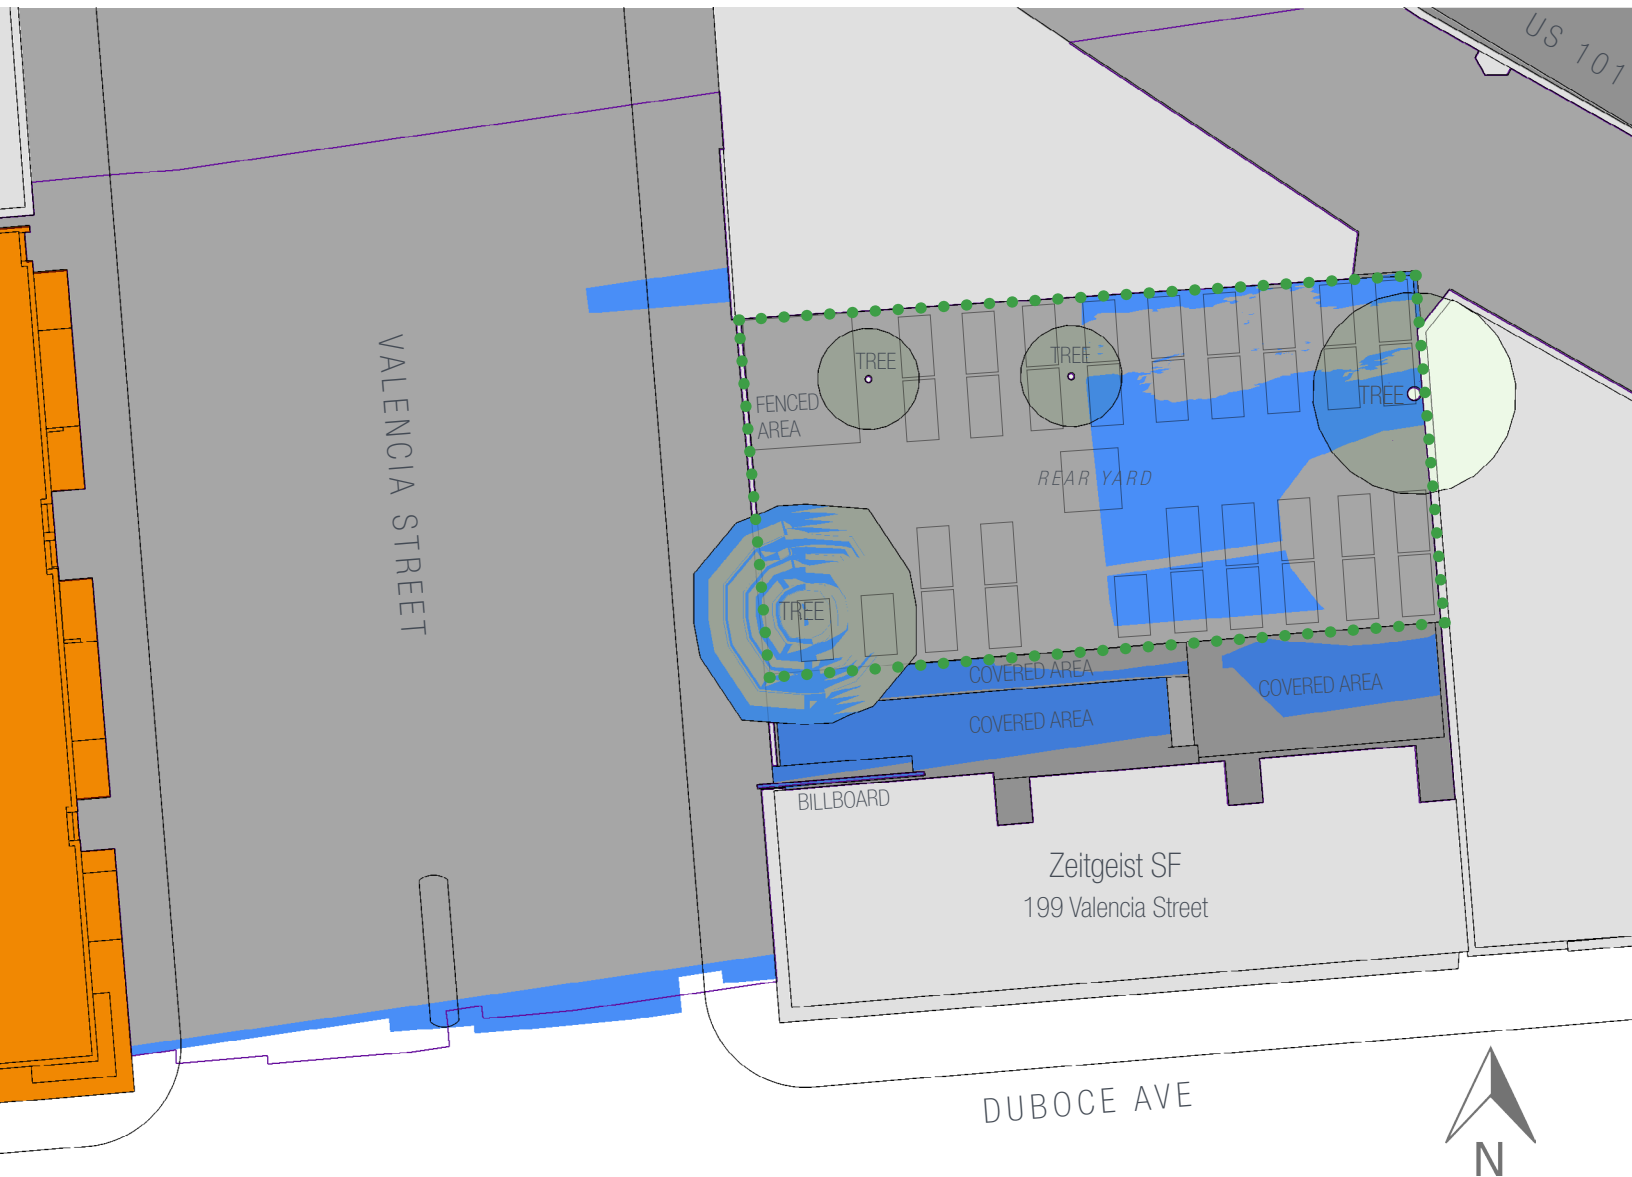 US 101
VALENCIA STREET
TREE
TREE
TREE
FENCED
AREA
REAR YARD
TREE
COVERED AREA
COVERED AREA
COVERED AREA
BILLBOARD
Zeitgeist SF
199 Valencia Street
DUBOCE AVE
N